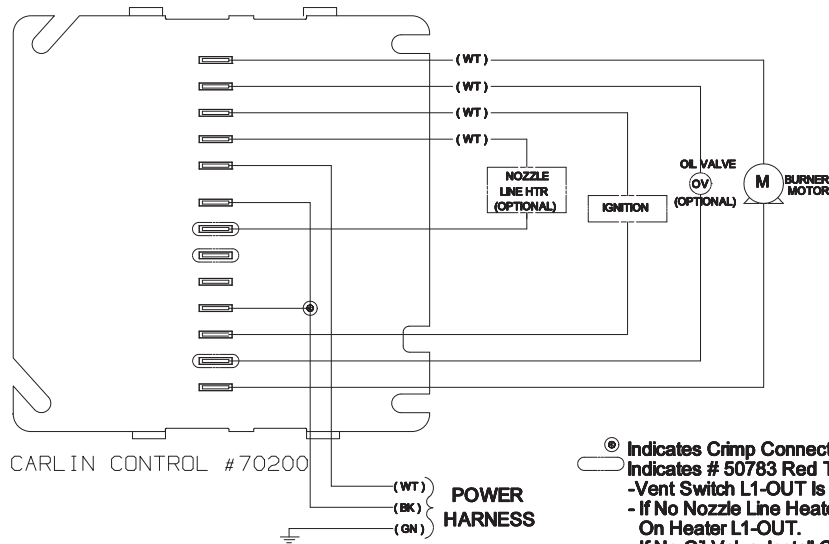 (WT)
(WT)
(WT)
(WT)
NOZZLE
LINE HTR
(OPTIONAL)
IGNITION
OIL VALVE
OV
(OPTIONAL)
M
BURNER
MOTOR
CARLIN CONTROL #70200
(WT)
(BK)
(GN)
POWER
HARNESS
Indicates Crimp Connect
Indicates # 50783 Red T
-Vent Switch L1-OUT Is
- If No Nozzle Line Heate
On Heater L1-OUT.